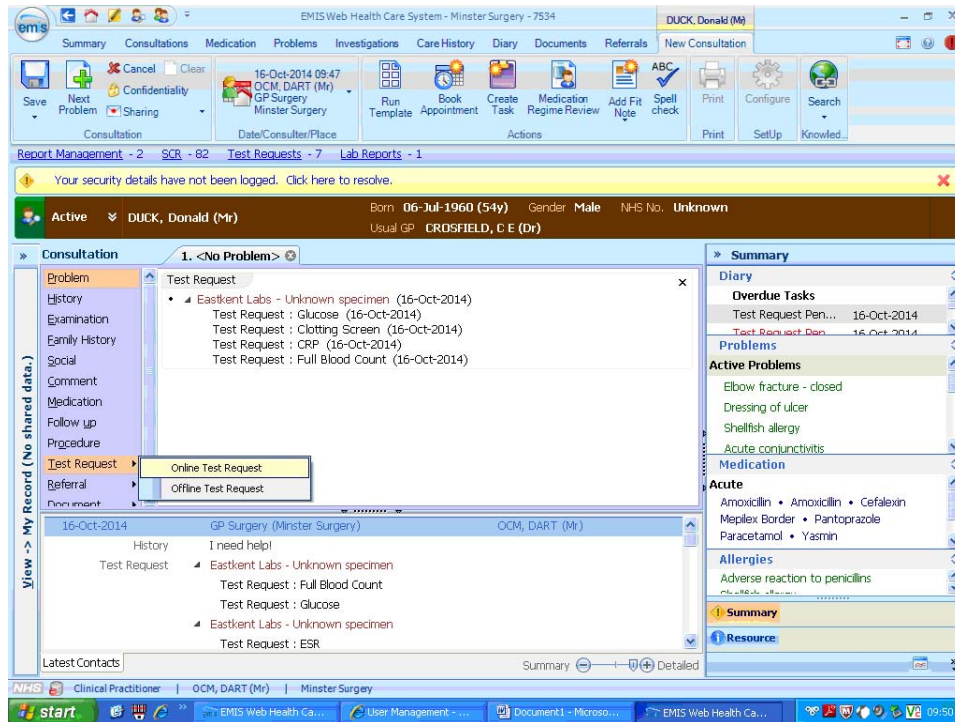 emis
EMIS Web Health Care System - Minster Surgery - 7534
DUCK, Donald (Mr)
Summary Consultations Medication Problems Investigations Care History Diary Documents Referrals New Consultation
Save
Next Problem
Cancel Clear
Confidentiality
Sharing
Consultation
16-Oct-2014 09:47
OCM, DART (Mr)
GP Surgery
Minster Surgery
Date/Consulter/Place
Run Template
Book Appointment
Create Task
Medication Regime Review
Add Fit Note
ABC
Spell check
Actions
Print
Print
Configure
SetUp
Search
Knowled...
Report Management - 2 SCR - 82 Test Requests - 7 Lab Reports - 1
Your security details have not been logged. Click here to resolve.
Active DUCK, Donald (Mr) Born 06-Jul-1960 (54y) Gender Male NHS No. Unknown
Usual GP CROSFIELD, C E (Dr)
View -> My Record (No shared data.)
Consultation
1. <No Problem>
Problem
History
Examination
Family History
Social
Comment
Medication
Follow up
Procedure
Test Request
Referral
Document
Online Test Request
Offline Test Request
Test Request
Eastkent Labs - Unknown specimen (16-Oct-2014)
Test Request : Glucose (16-Oct-2014)
Test Request : Clotting Screen (16-Oct-2014)
Test Request : CRP (16-Oct-2014)
Test Request : Full Blood Count (16-Oct-2014)
16-Oct-2014 GP Surgery (Minster Surgery) OCM, DART (Mr)
History I need help!
Test Request Eastkent Labs - Unknown specimen
Test Request : Full Blood Count
Test Request : Glucose
Eastkent Labs - Unknown specimen
Test Request : ESR
Latest Contacts
Summary Detailed
Summary
Diary
Overdue Tasks
Test Request Pen... 16-Oct-2014
Test Request Pen... 16-Oct-2014
Problems
Active Problems
Elbow fracture - closed
Dressing of ulcer
Shellfish allergy
Acute conjunctivitis
Medication
Acute
Amoxicillin • Amoxicillin • Cefalexin
Mepilex Border • Pantoprazole
Paracetamol • Yasmin
Allergies
Adverse reaction to penicillins
Shellfish allergy
Summary
Resource
NHS Clinical Practitioner | OCM, DART (Mr) | Minster Surgery
start
EMIS Web Health Ca...
User Management - ...
Document1 - Microso...
EMIS Web Health Ca...
09:50